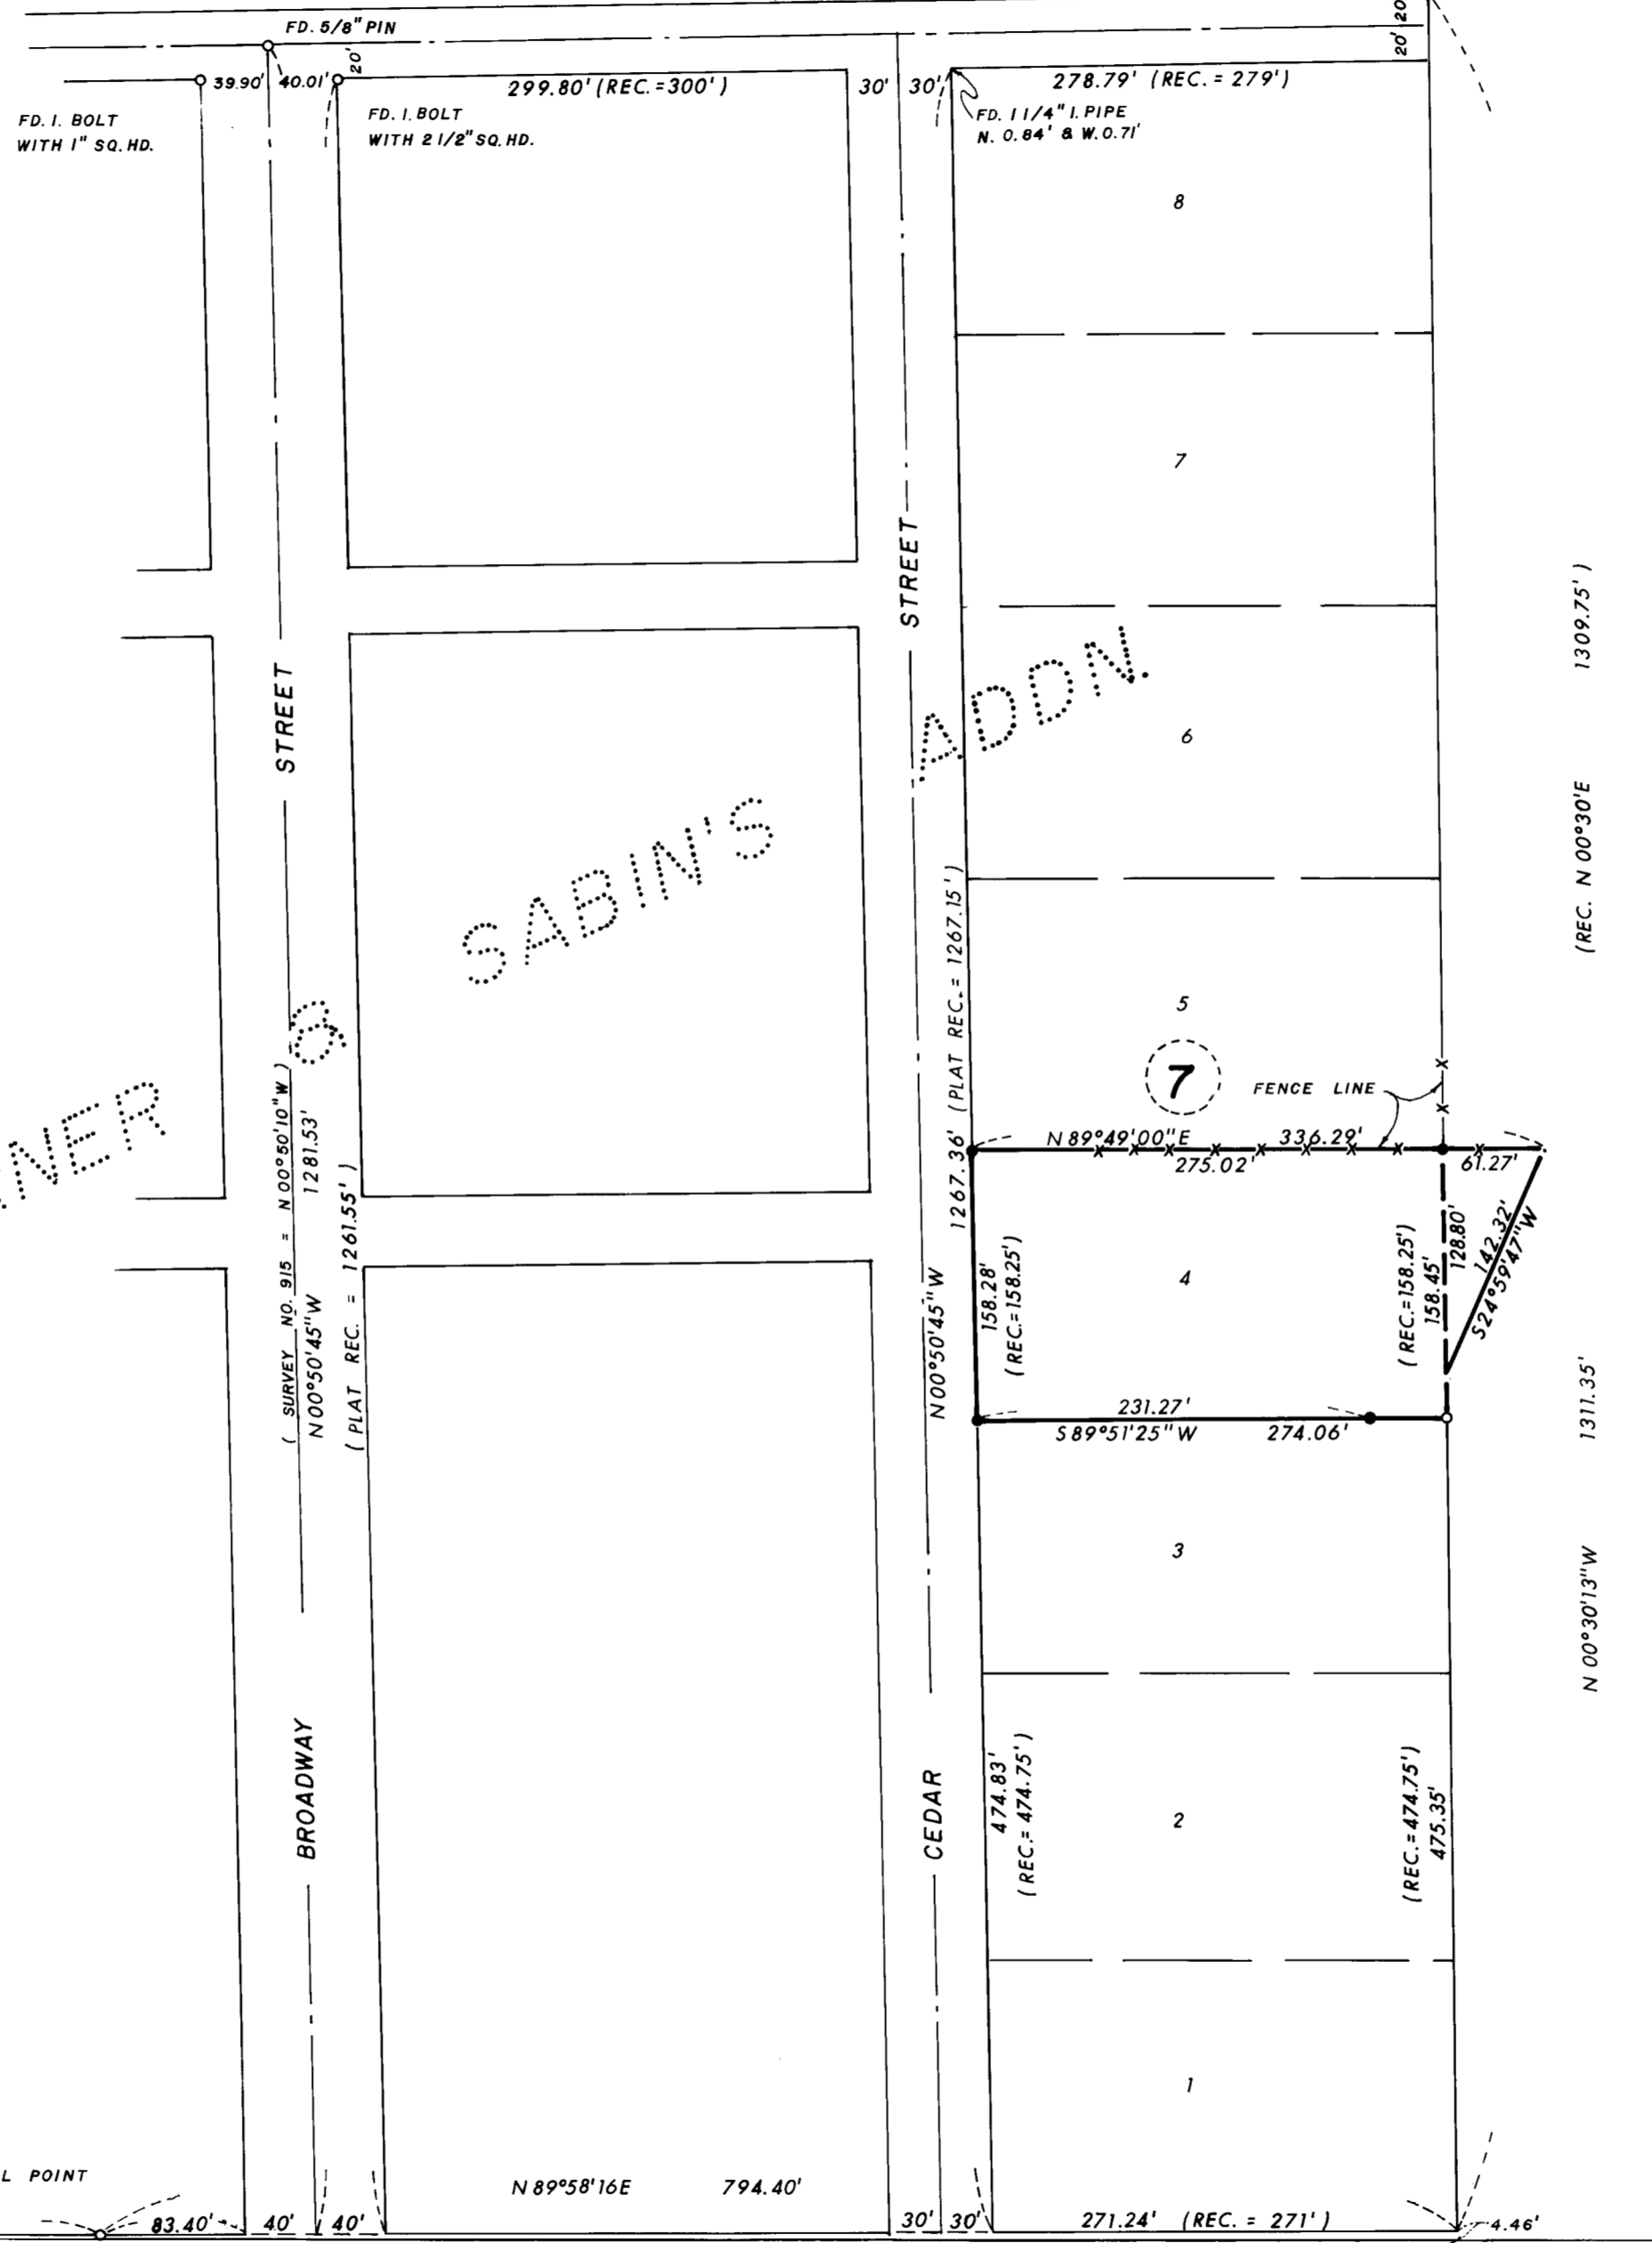 FD. 5/8" PIN
20'
20'
20'
39.90'
40.01'
299.80' (REC.=300')
30'
30'
278.79' (REC. = 279')
FD. I. BOLT
WITH 1" SQ. HD.
FD. I. BOLT
WITH 2 1/2" SQ. HD.
FD. 1 1/4" I. PIPE
N. 0.84' & W. 0.71'
8
7
STREET
STREET
ADDN.
6
1309.75' )
(REC. N 00°30'E
SABIN'S
&
NER
5
7
FENCE LINE
N 89°49'00"E
336.29'
275.02'
61.27'
1267.36' (PLAT REC. = 1267.15')
( SURVEY NO. 915 = N 00°50'10"W )
N 00°50'45"W 1281.53'
( PLAT REC. = 1261.55' )
N 00°50'45"W
158.28'
(REC.=158.25')
4
(REC.=158.25')
158.45'
128.80'
142.32'
S 24°59'47"W
231.27'
S 89°51'25"W
274.06'
1311.35'
N 00°30'13"W
3
BROADWAY
CEDAR
474.83'
(REC.= 474.75')
2
(REC.=474.75')
475.35'
1
L POINT
N 89°58'16E
794.40'
83.40'
40'
40'
30'
30'
271.24' (REC. = 271')
4.46'